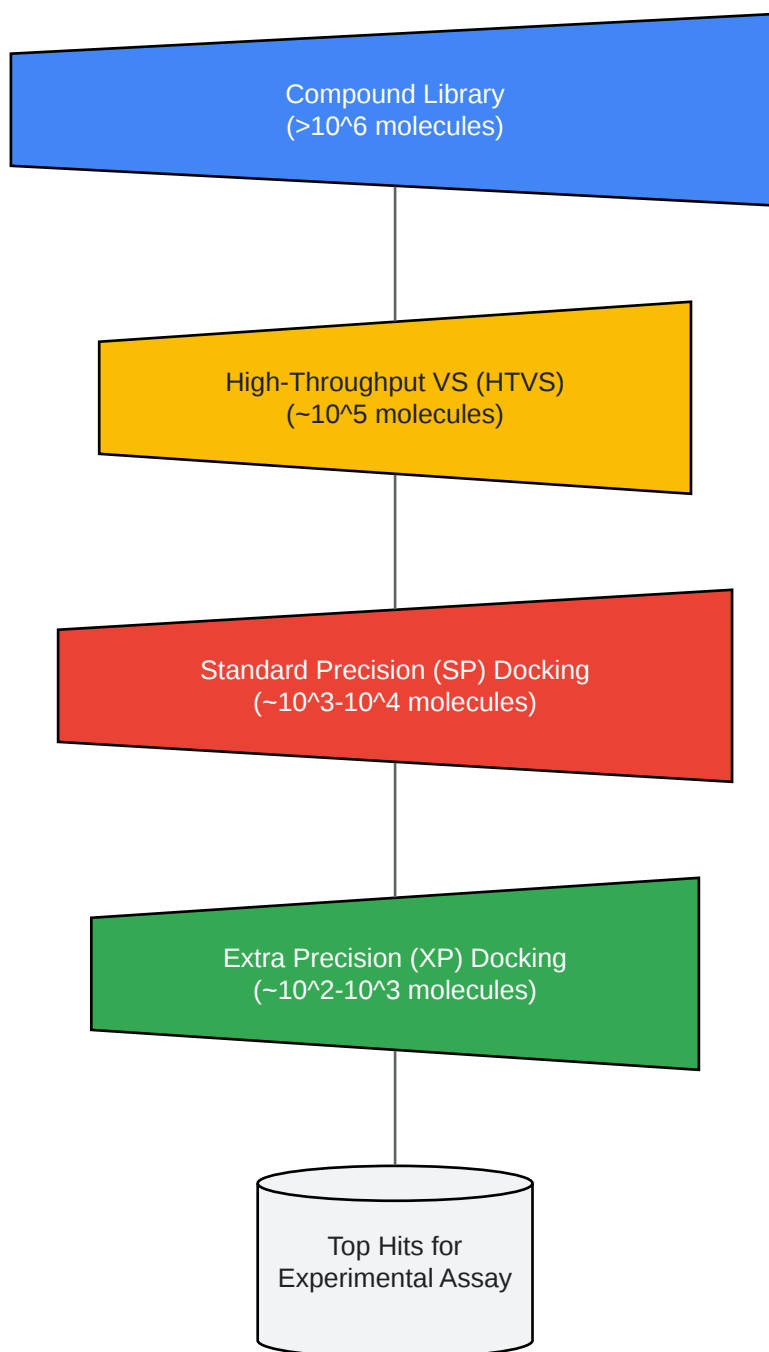 Compound Library
(>10^6 molecules)
High-Throughput VS (HTVS)
(~10^5 molecules)
Standard Precision (SP) Docking
(~10^3-10^4 molecules)
Extra Precision (XP) Docking
(~10^2-10^3 molecules)
Top Hits for
Experimental Assay